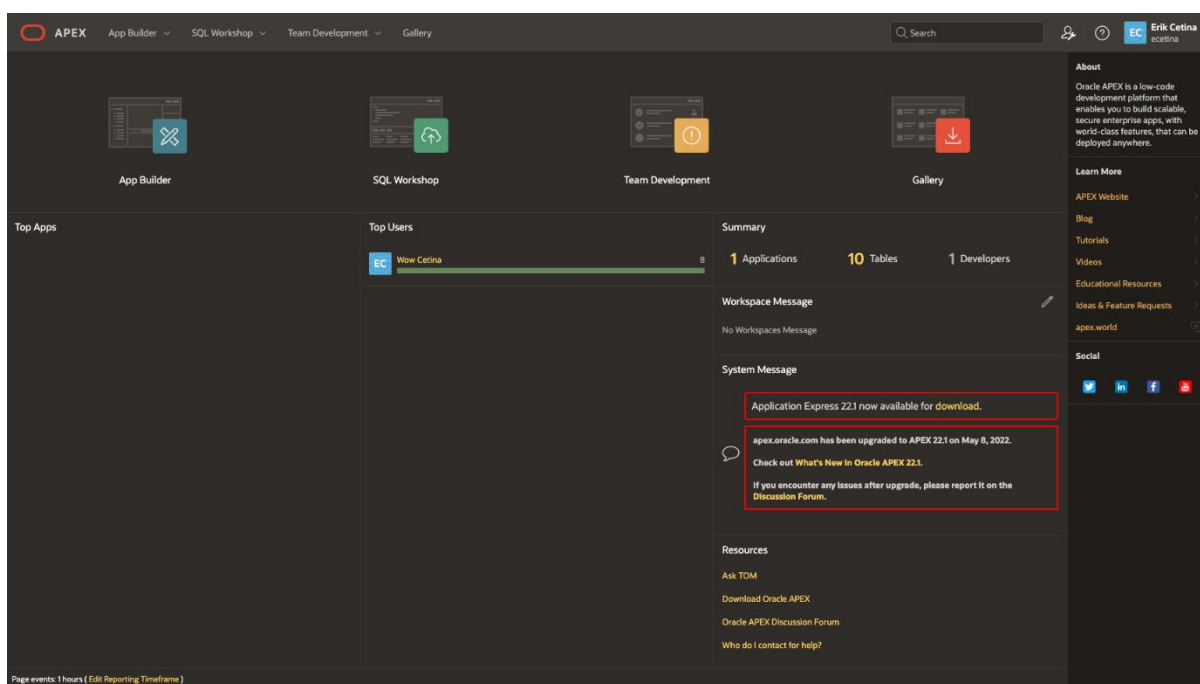 APEX App Builder SQL Workshop Team Development Gallery Search EC Erik Cetina
ecetina
App Builder SQL Workshop Team Development Gallery
Top Apps
Top Users
EC Wow Cetina 8
Summary
1 Applications 10 Tables 1 Developers
Workspace Message
No Workspaces Message
System Message
Application Express 22.1 now available for download.
apex.oracle.com has been upgraded to APEX 22.1 on May 8, 2022.
Check out What's New in Oracle APEX 22.1.
If you encounter any issues after upgrade, please report it on the
Discussion Forum.
Resources
Ask TOM
Download Oracle APEX
Oracle APEX Discussion Forum
Who do I contact for help?
About
Oracle APEX is a low-code
development platform that
enables you to build scalable,
secure enterprise apps, with
world-class features, that can be
deployed anywhere.
Learn More
APEX Website
Blog
Tutorials
Videos
Educational Resources
Ideas & Feature Requests
apex.world
Social
Page events: 1 hours ( Edit Reporting Timeframe )